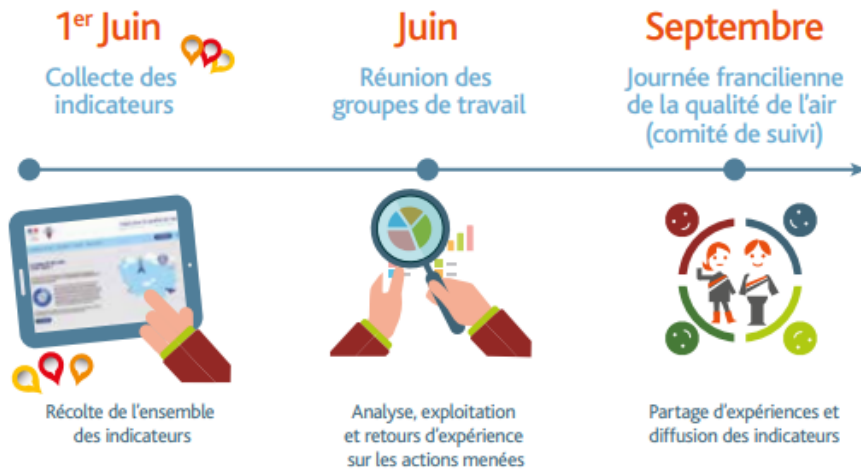 1er Juin
Collecte des
indicateurs
Juin
Réunion des
groupes de travail
Septembre
Journée francilienne
de la qualité de l'air
(comité de suivi)
Récolte de l'ensemble
des indicateurs
Analyse, exploitation
et retours d'expérience
sur les actions menées
Partage d'expériences et
diffusion des indicateurs